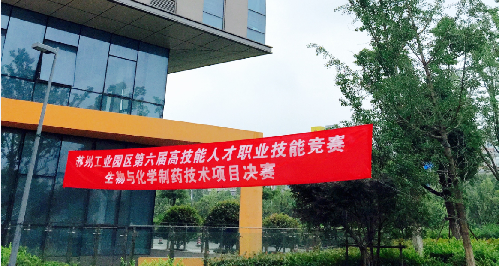 苏州工业园区第六届高技能人才职业技能竞赛
生物与化学制药技术项目决赛